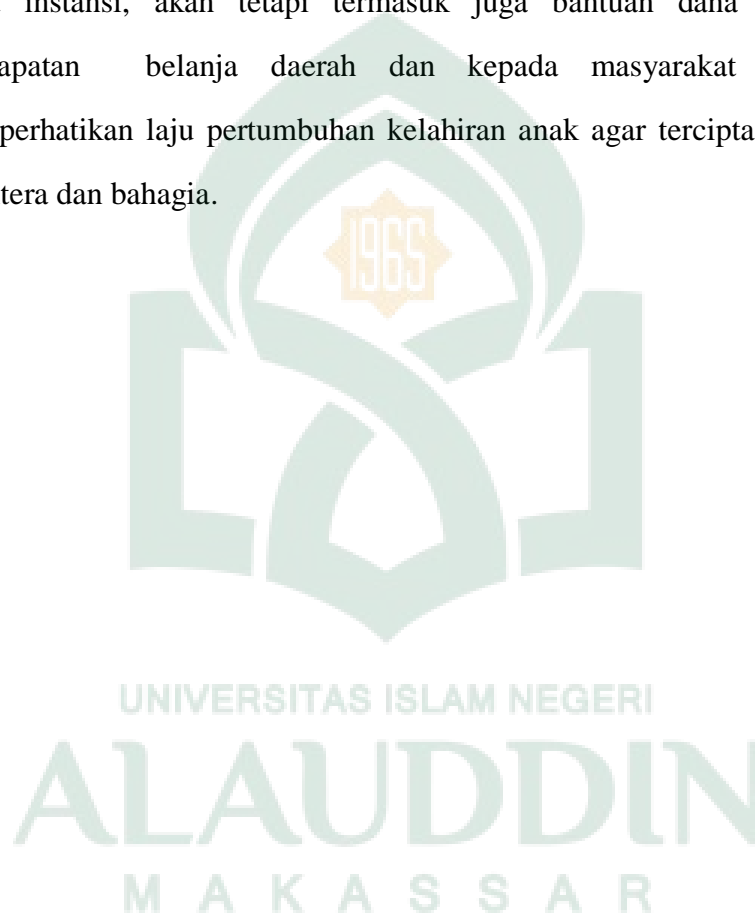 instansi, akan tetapi termasuk juga bantuan dana
belanja daerah dan kepada masyarakat
perhatikan laju pertumbuhan kelahiran anak agar tercipta
tera dan bahagia.
1965
UNIVERSITAS ISLAM NEGERI
ALAUDDIN
MAKASSAR